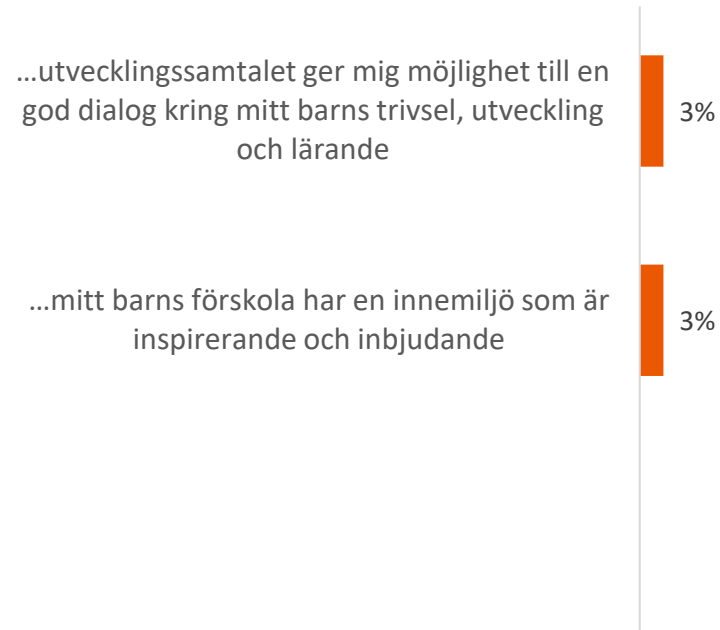 ...utvecklingssamtalet ger mig möjlighet till en
god dialog kring mitt barns trivsel, utveckling
och lärande
3%
...mitt barns förskola har en innemiljö som är
inspirerande och inbjudande
3%